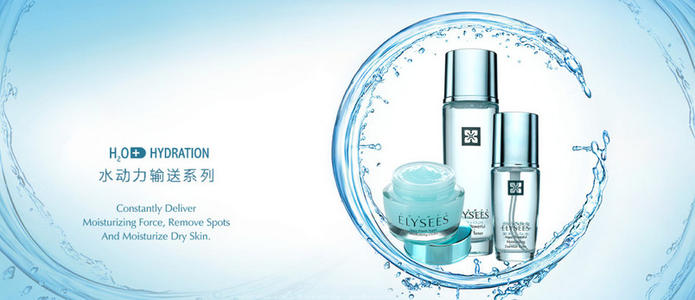 H₂O+ HYDRATION
水动力输送系列
Constantly Deliver
Moisturizing Force, Remove Spots
And Moisturize Dry Skin.
ELYSEES
ELYSEES
ELYSEES